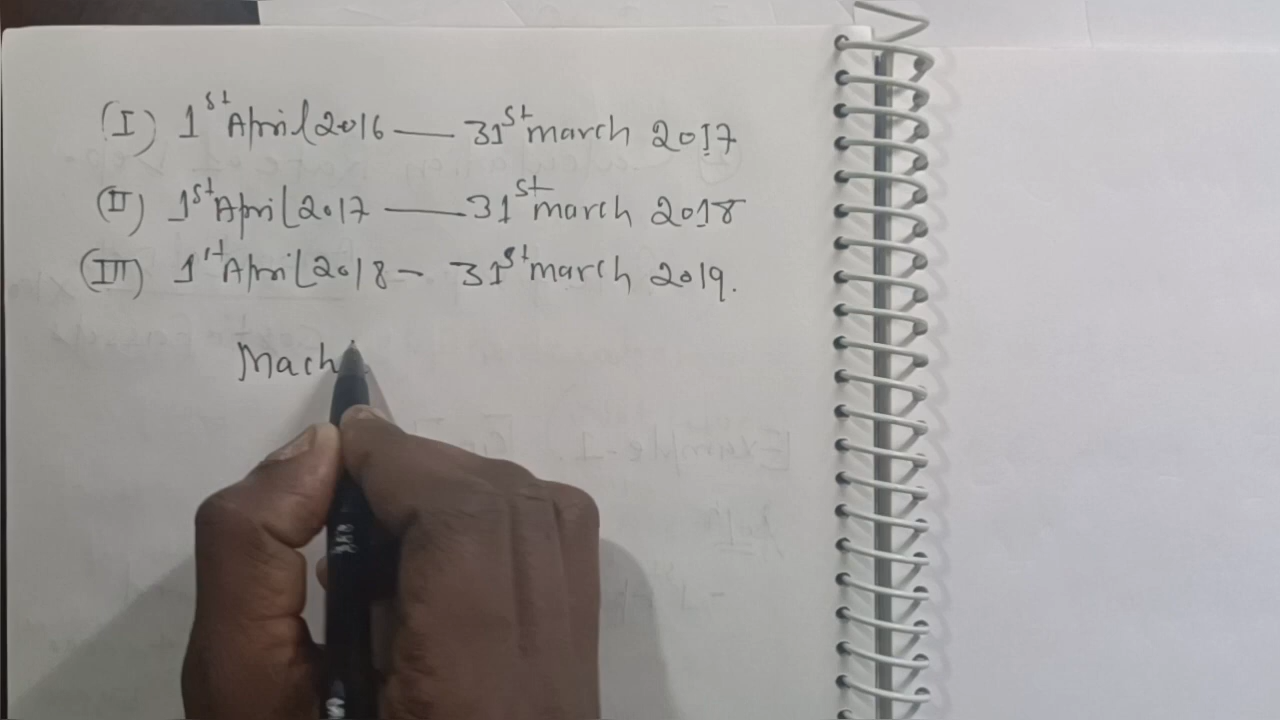 (I) 1st April 2016 — 31st march 2017
(II) 1st April 2017 — 31st march 2018
(III) 1st April 2018 - 31st march 2019.
Mach